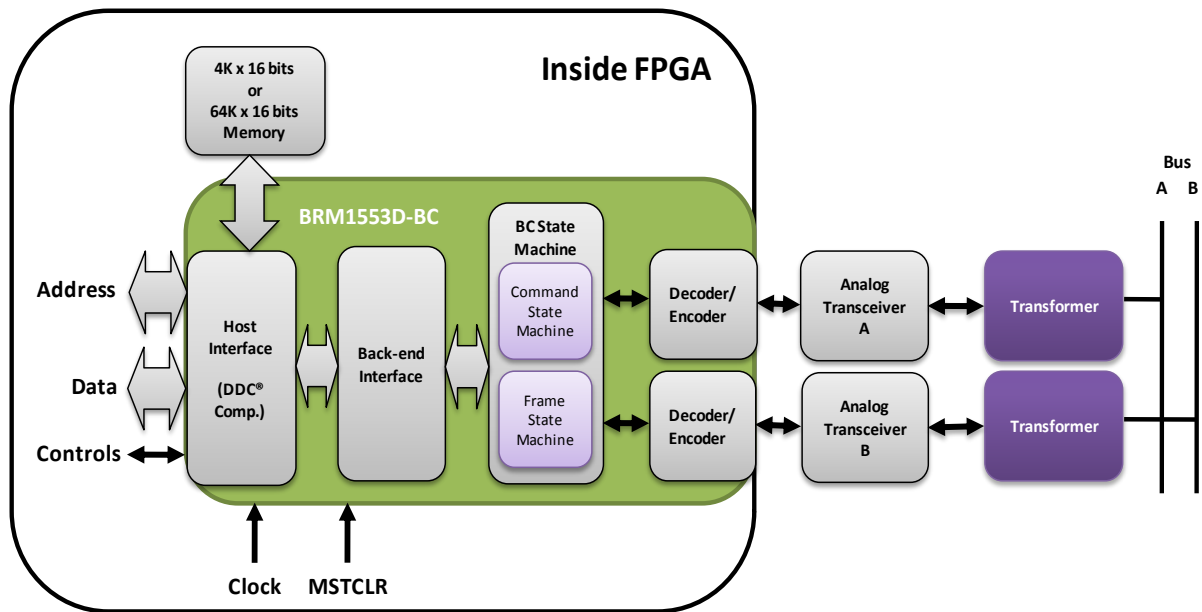 Inside FPGA
4K x 16 bits
or
64K x 16 bits
Memory
Bus
A B
BRM1553D-BC
BC State
Machine
Command
State
Machine
Frame
State
Machine
Address
Data
Controls
Host
Interface
(DDC®
Comp.)
Back-end
Interface
Decoder/
Encoder
Analog
Transceiver
A
Transformer
Decoder/
Encoder
Analog
Transceiver
B
Transformer
Clock
MSTCLR